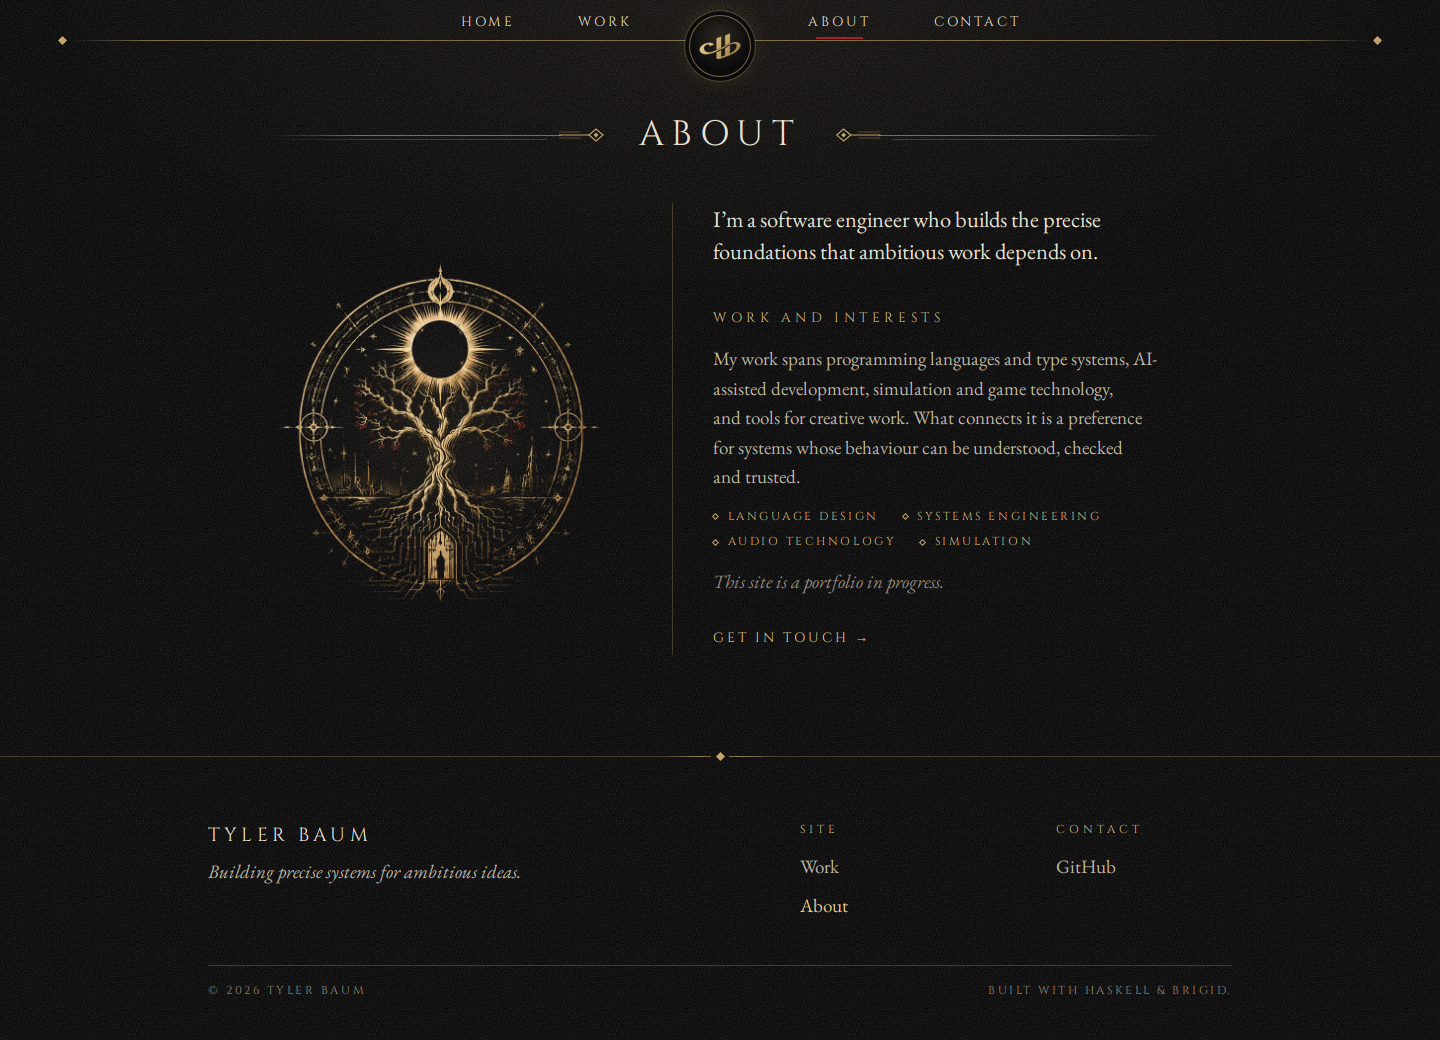 HOME WORK ABOUT CONTACT
ABOUT
I’m a software engineer who builds the precise
foundations that ambitious work depends on.
WORK AND INTERESTS
My work spans programming languages and type systems, AI-
assisted development, simulation and game technology,
and tools for creative work. What connects it is a preference
for systems whose behaviour can be understood, checked
and trusted.
LANGUAGE DESIGN SYSTEMS ENGINEERING
AUDIO TECHNOLOGY SIMULATION
This site is a portfolio in progress.
GET IN TOUCH →
TYLER BAUM
Building precise systems for ambitious ideas.
SITE
Work
About
CONTACT
GitHub
© 2026 TYLER BAUM
BUILT WITH HASKELL & BRIGID.